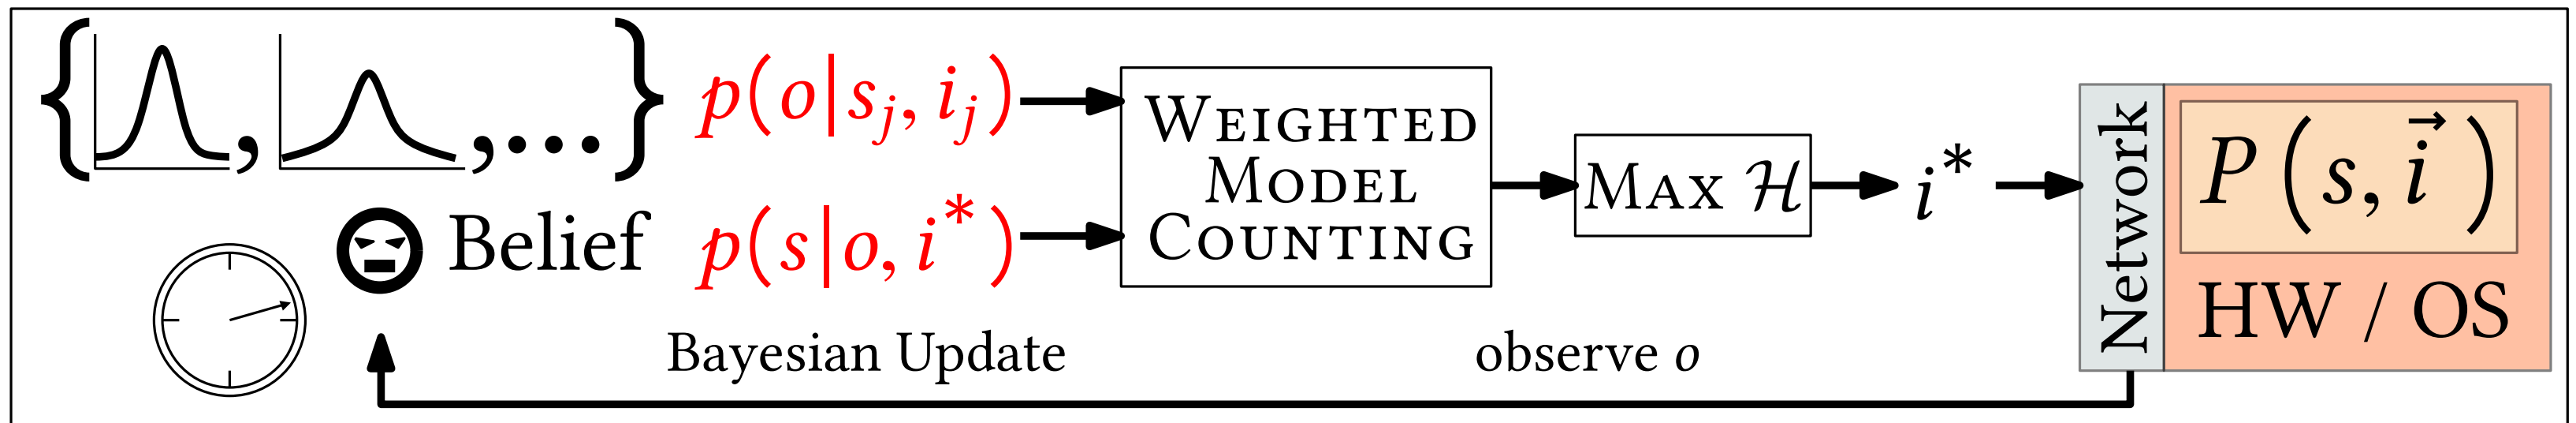 { , ,... } p(o|s_j, i_j)
Belief p(s|o, i*)
Bayesian Update
WEIGHTED
MODEL
COUNTING
MAX ℋ
i*
observe o
Network
P(s, i⃗)
HW / OS